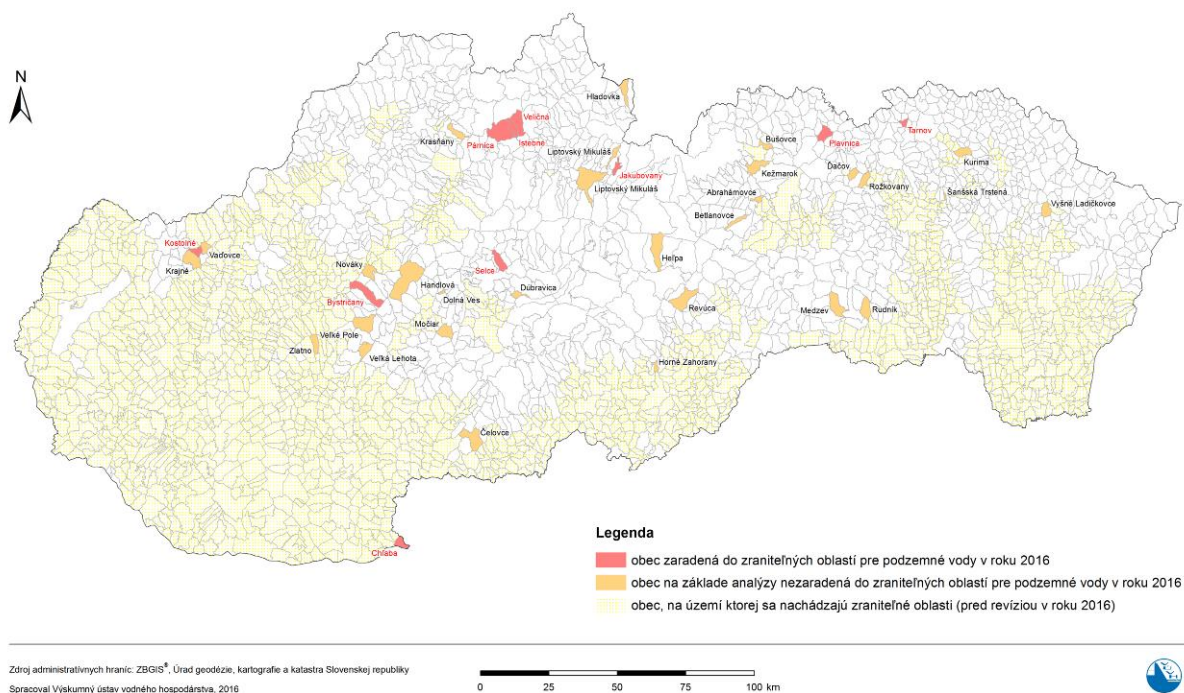 N
Hladovka
Veličná
Krasňany
Párnica
Istebné
Liptovský Mikuláš
Jakubovany
Liptovský Mikuláš
Bušovce
Plavnica
Tarnov
Kežmarok
Ďačov
Rožkovany
Kurima
Abrahámovce
Šarišská Trstená
Betlanovce
Vyšné Ladičkovce
Kostolné
Vaďovce
Krajné
Nováky
Selce
Heľpa
Handlová
Dúbravica
Bystričany
Dolná Ves
Revúca
Medzev
Rudník
Veľké Pole
Močiar
Zlatno
Veľká Lehota
Horné Zahorany
Čelovce
Chľaba
Legenda
obec zaradená do zraniteľných oblastí pre podzemné vody v roku 2016
obec na základe analýzy nezaradená do zraniteľných oblastí pre podzemné vody v roku 2016
obec, na území ktorej sa nachádzajú zraniteľné oblasti (pred revíziou v roku 2016)
Zdroj administratívnych hraníc: ZBGIS®, Úrad geodézie, kartografie a katastra Slovenskej republiky
Spracoval Výskumný ústav vodného hospodárstva, 2016
0 25 50 75 100 km